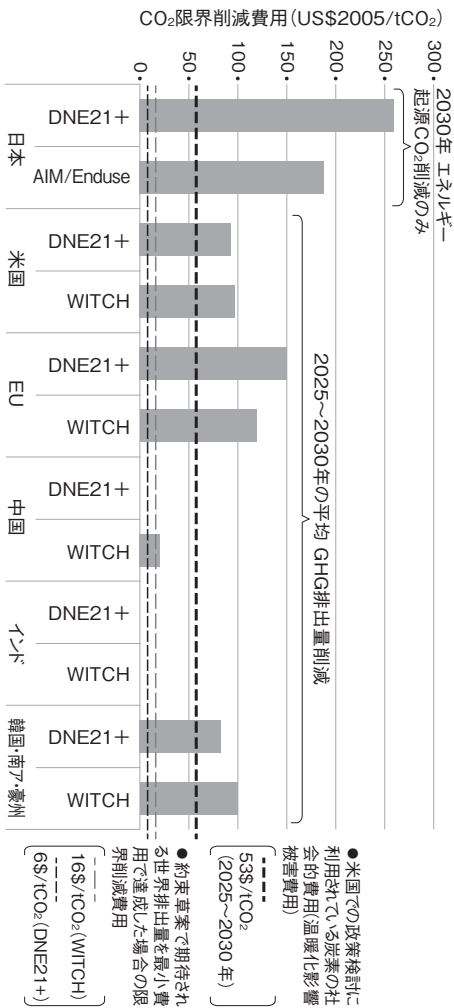 CO₂限界削減費用(US$2005/tCO₂)
300
250
200
150
100
50
0
2030年 エネルギー
起源CO₂削減のみ
2025～2030年の平均 GHG排出量削減
DNE21+
AIM/Enduse
DNE21+
WITCH
DNE21+
WITCH
DNE21+
WITCH
DNE21+
WITCH
DNE21+
WITCH
日本
米国
EU
中国
インド
韓国・南ア・豪州
●米国での政策検討に
利用されている炭素の社
会的費用(温暖化影響
被害費用)
53$/tCO₂
(2025～2030 年)
●約束草案で期待され
る世界排出量を最小費
用で達成した場合の限
界削減費用
16$/tCO₂(WITCH)
6$/tCO₂(DNE21+)